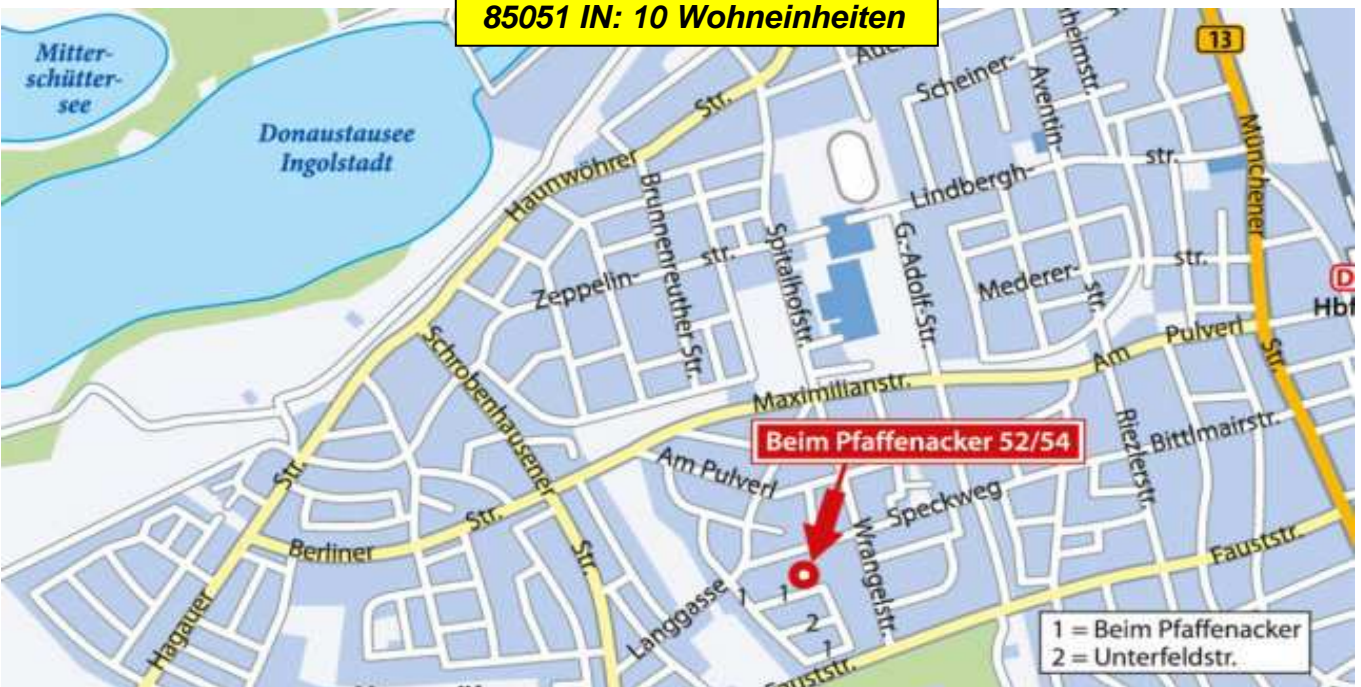 85051 IN: 10 Wohneinheiten
Mitter-
schütter-
see
Donaustausee
Ingolstadt
Haunwöhrer
Str.
Scheiner-
Aventin-
13
Münchener
Str.
Brunnenreuther Str.
Spitalhofstr.
Zeppelin-
str.
Lindbergh-
str.
G.-Adolf-Str.
Mederer-
str.
str.
D
Hbf
Schrobenhausener
Str.
Maximilianstr.
Am
Pulverl
Beim Pfaffenacker 52/54
Am Pulverl
Riezlerstr.
Bittlmairstr.
Speckweg
Wrangelstr.
Str.
Hagauer
Berliner
Str.
Langgasse
1
1
2
1
Fauststr.
Fauststr.
1 = Beim Pfaffenacker
2 = Unterfeldstr.